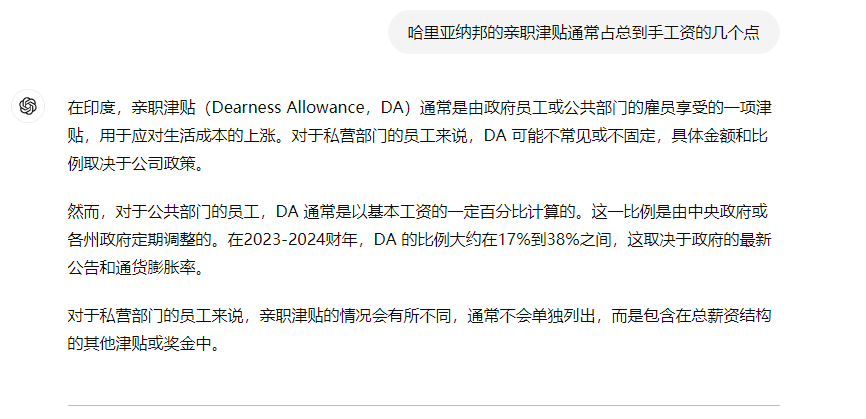 哈里亚纳邦的亲职津贴通常占总到手工资的几个点
在印度，亲职津贴（Dearness Allowance，DA）通常是由政府员工或公共部门的雇员享受的一项津
贴，用于应对生活成本的上涨。对于私营部门的员工来说，DA 可能不常见或不固定，具体金额和比
例取决于公司政策。
然而，对于公共部门的员工，DA 通常是以基本工资的一定百分比计算的。这一比例是由中央政府或
各州政府定期调整的。在2023-2024财年，DA 的比例大约在17%到38%之间，这取决于政府的最新
公告和通货膨胀率。
对于私营部门的员工来说，亲职津贴的情况会有所不同，通常不会单独列出，而是包含在总薪资结构
的其他津贴或奖金中。